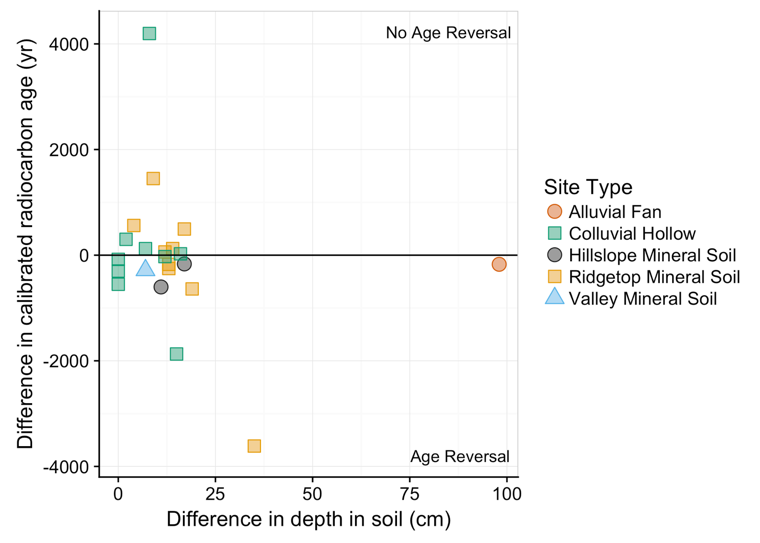 Difference in calibrated radiocarbon age (yr)
4000
2000
0
-2000
-4000
No Age Reversal
Age Reversal
0 25 50 75 100
Difference in depth in soil (cm)
Site Type
Alluvial Fan
Colluvial Hollow
Hillslope Mineral Soil
Ridgetop Mineral Soil
Valley Mineral Soil